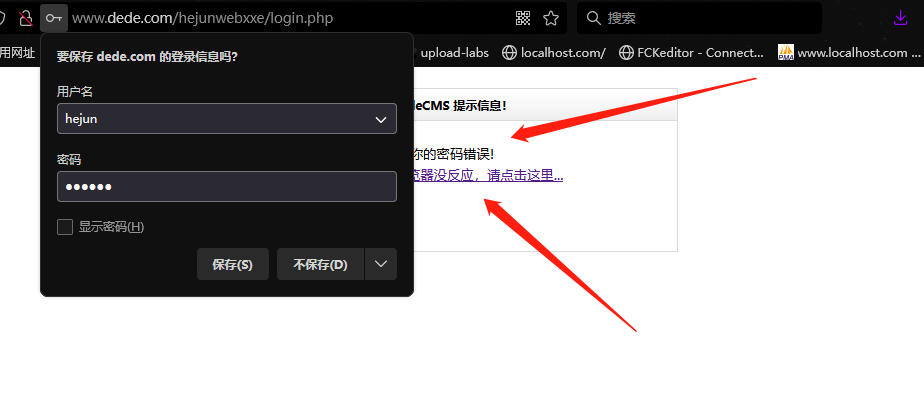 www.dede.com/hejunwebxxe/login.php
搜索
用网址
upload-labs
localhost.com/
FCKeditor - Connect...
www.localhost.com ...
要保存 dede.com 的登录信息吗?
用户名
hejun
密码
●●●●●●
显示密码(H)
保存(S)
不保存(D)
deCMS 提示信息!
你的密码错误!
览器没反应，请点击这里...